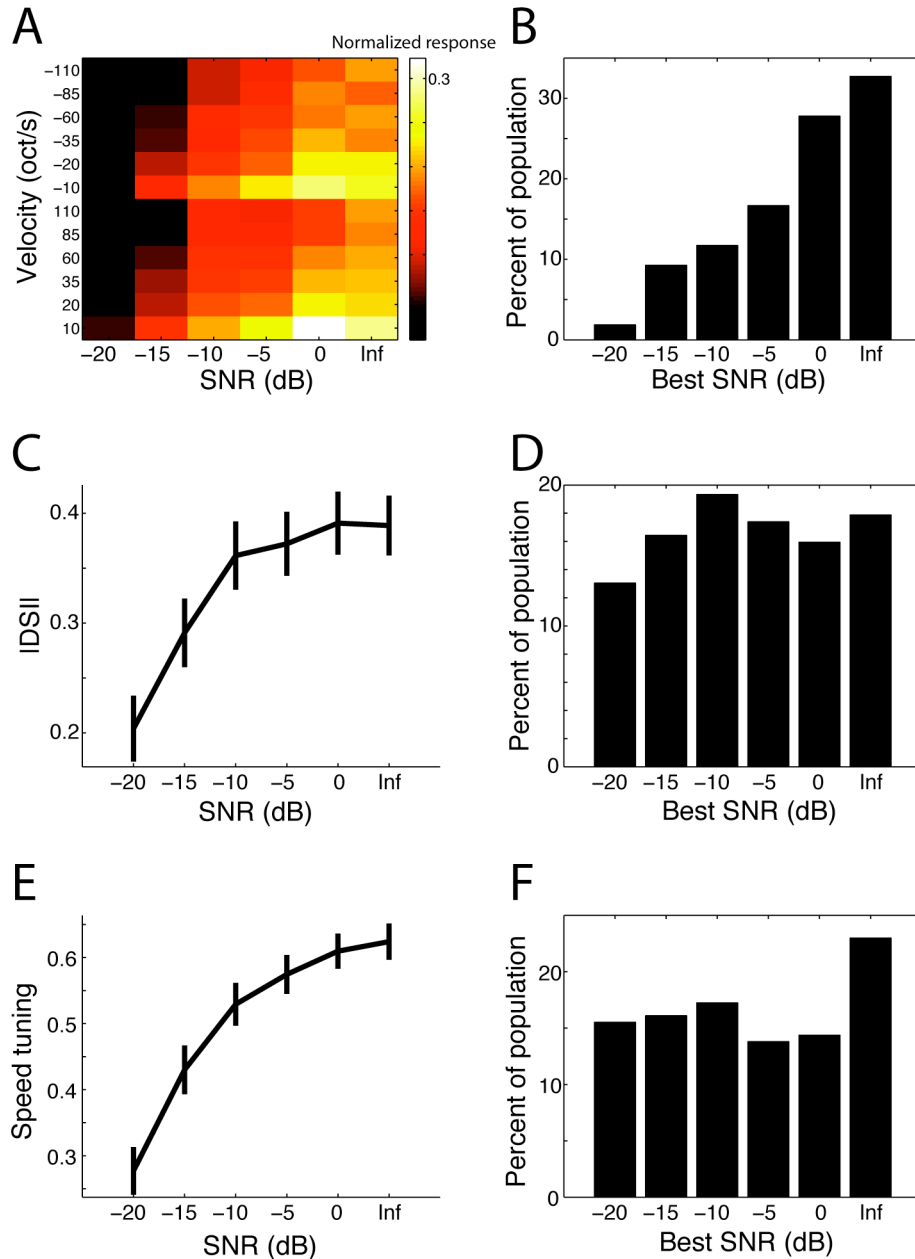 A
Normalized response
0.3
Velocity (oct/s)
−110
−85
−60
−35
−20
−10
110
85
60
35
20
10
−20 −15 −10 −5 0 Inf
SNR (dB)
B
Percent of population
30
20
10
0
−20 −15 −10 −5 0 Inf
Best SNR (dB)
C
IDSII
0.4
0.3
0.2
−20 −15 −10 −5 0 Inf
SNR (dB)
D
Percent of population
20
10
0
−20 −15 −10 −5 0 Inf
Best SNR (dB)
E
Speed tuning
0.6
0.5
0.4
0.3
−20 −15 −10 −5 0 Inf
SNR (dB)
F
Percent of population
20
10
0
−20 −15 −10 −5 0 Inf
Best SNR (dB)